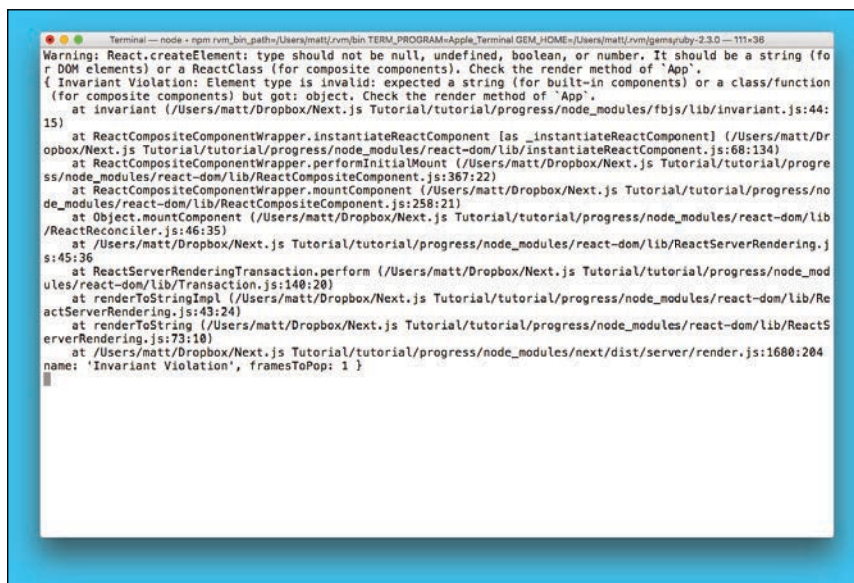 Terminal — node • npm rvm_bin_path=/Users/matt/.rvm/bin TERM_PROGRAM=Apple_Terminal GEM_HOME=/Users/matt/.rvm/gems/ruby-2.3.0 — 111×36
Warning: React.createElement: type should not be null, undefined, boolean, or number. It should be a string (fo
r DOM elements) or a ReactClass (for composite components). Check the render method of `App`.
{ Invariant Violation: Element type is invalid: expected a string (for built-in components) or a class/function
 (for composite components) but got: object. Check the render method of `App`.
    at invariant (/Users/matt/Dropbox/Next.js Tutorial/tutorial/progress/node_modules/fbjs/lib/invariant.js:44:
15)
    at ReactCompositeComponentWrapper.instantiateReactComponent [as _instantiateReactComponent] (/Users/matt/Dr
opbox/Next.js Tutorial/tutorial/progress/node_modules/react-dom/lib/instantiateReactComponent.js:68:134)
    at ReactCompositeComponentWrapper.performInitialMount (/Users/matt/Dropbox/Next.js Tutorial/tutorial/progre
ss/node_modules/react-dom/lib/ReactCompositeComponent.js:367:22)
    at ReactCompositeComponentWrapper.mountComponent (/Users/matt/Dropbox/Next.js Tutorial/tutorial/progress/no
de_modules/react-dom/lib/ReactCompositeComponent.js:258:21)
    at Object.mountComponent (/Users/matt/Dropbox/Next.js Tutorial/tutorial/progress/node_modules/react-dom/lib
/ReactReconciler.js:46:35)
    at /Users/matt/Dropbox/Next.js Tutorial/tutorial/progress/node_modules/react-dom/lib/ReactServerRendering.j
s:45:36
    at ReactServerRenderingTransaction.perform (/Users/matt/Dropbox/Next.js Tutorial/tutorial/progress/node_mod
ules/react-dom/lib/Transaction.js:140:20)
    at renderToStringImpl (/Users/matt/Dropbox/Next.js Tutorial/tutorial/progress/node_modules/react-dom/lib/Re
actServerRendering.js:43:24)
    at renderToString (/Users/matt/Dropbox/Next.js Tutorial/tutorial/progress/node_modules/react-dom/lib/ReactS
erverRendering.js:73:10)
    at /Users/matt/Dropbox/Next.js Tutorial/tutorial/progress/node_modules/next/dist/server/render.js:1680:204
name: 'Invariant Violation', framesToPop: 1 }